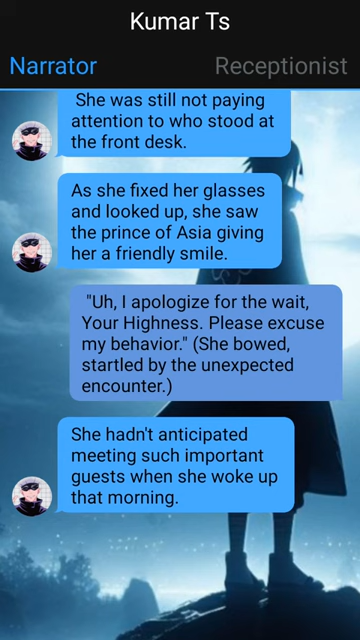 Kumar Ts
Narrator
Receptionist
She was still not paying
attention to who stood at
the front desk.
As she fixed her glasses
and looked up, she saw
the prince of Asia giving
her a friendly smile.
"Uh, I apologize for the wait,
Your Highness. Please excuse
my behavior." (She bowed,
startled by the unexpected
encounter.)
She hadn't anticipated
meeting such important
guests when she woke up
that morning.